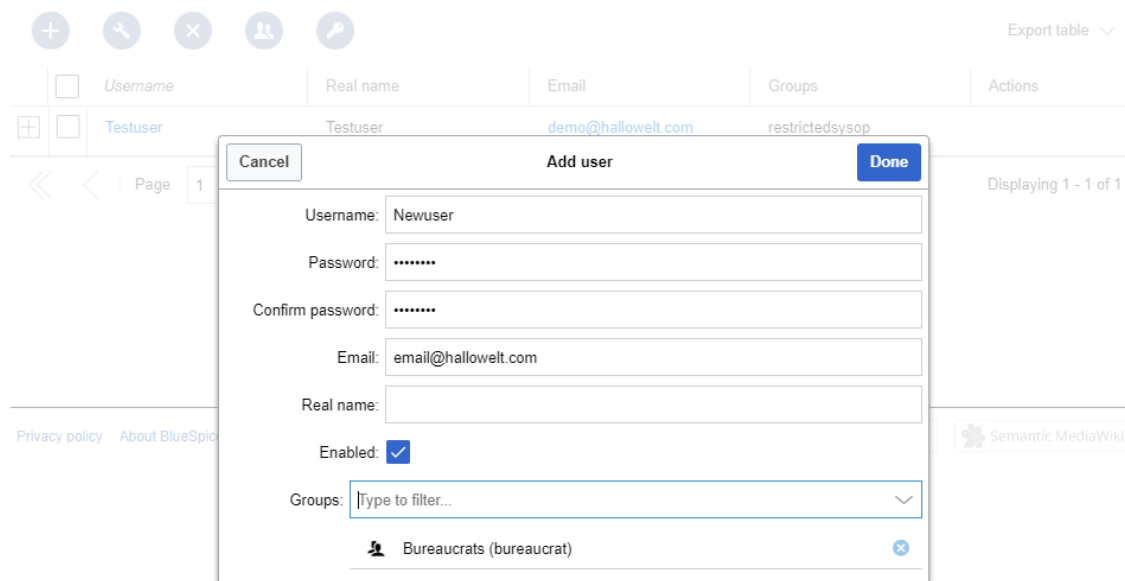 Export table
Username Real name Email Groups Actions
Testuser Testuser demo@hallowelt.com restrictedsysop
Cancel Add user Done
Page 1 Displaying 1 - 1 of 1
Username: Newuser
Password: ••••••••
Confirm password: ••••••••
Email: email@hallowelt.com
Real name:
Privacy policy About BlueSpic Semantic MediaWiki
Enabled:
Groups: Type to filter...
Bureaucrats (bureaucrat)